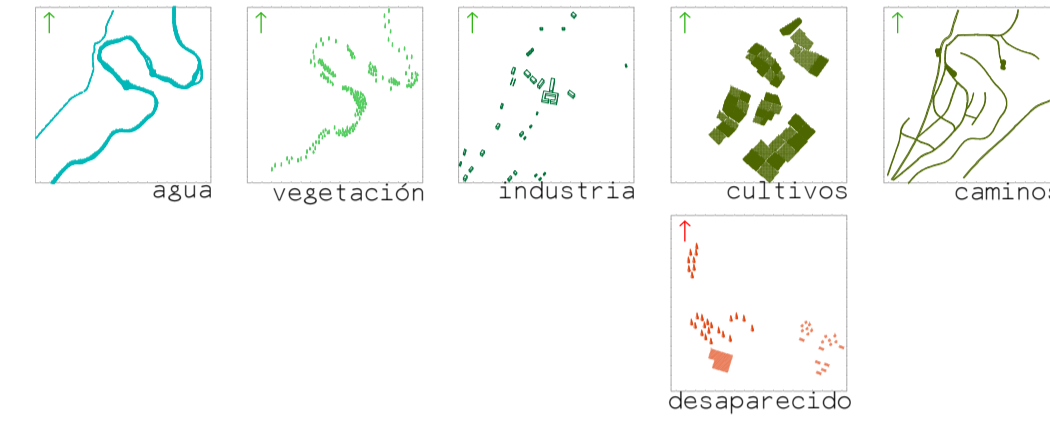 agua
vegetación
industria
cultivos
caminos
desaparecido